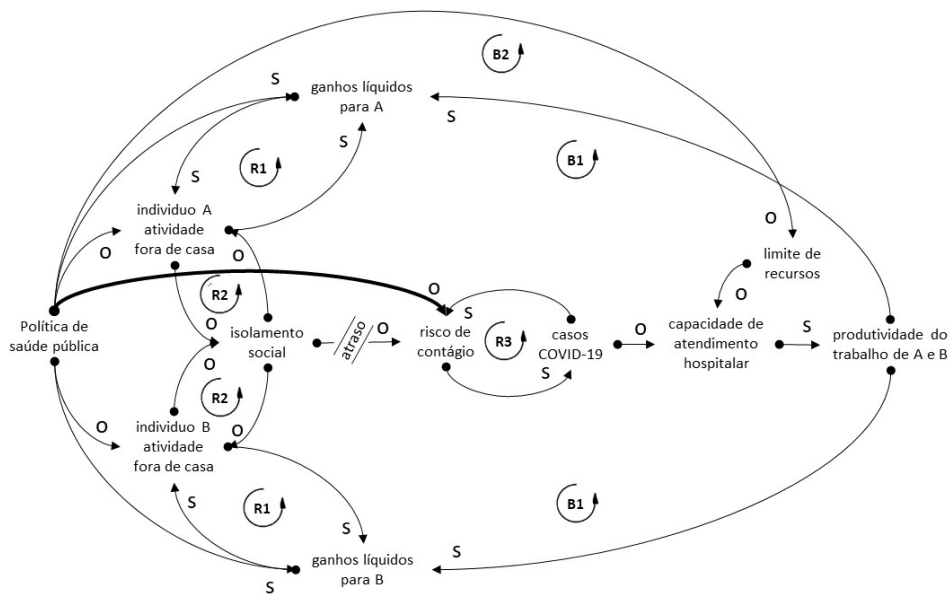 B2
S
ganhos líquidos
para A
S
S
B1
R1
S
individuo A
atividade
fora de casa
O
O
O
limite de
recursos
R2
O
S
O
Política de
saúde pública
O
isolamento
social
atraso
O
risco de
contágio
R3
casos
COVID-19
O
capacidade de
atendimento
hospitalar
S
produtividade do
trabalho de A e B
O
S
R2
O
O
individuo B
atividade
fora de casa
S
R1
B1
S
S
S
ganhos líquidos
para B